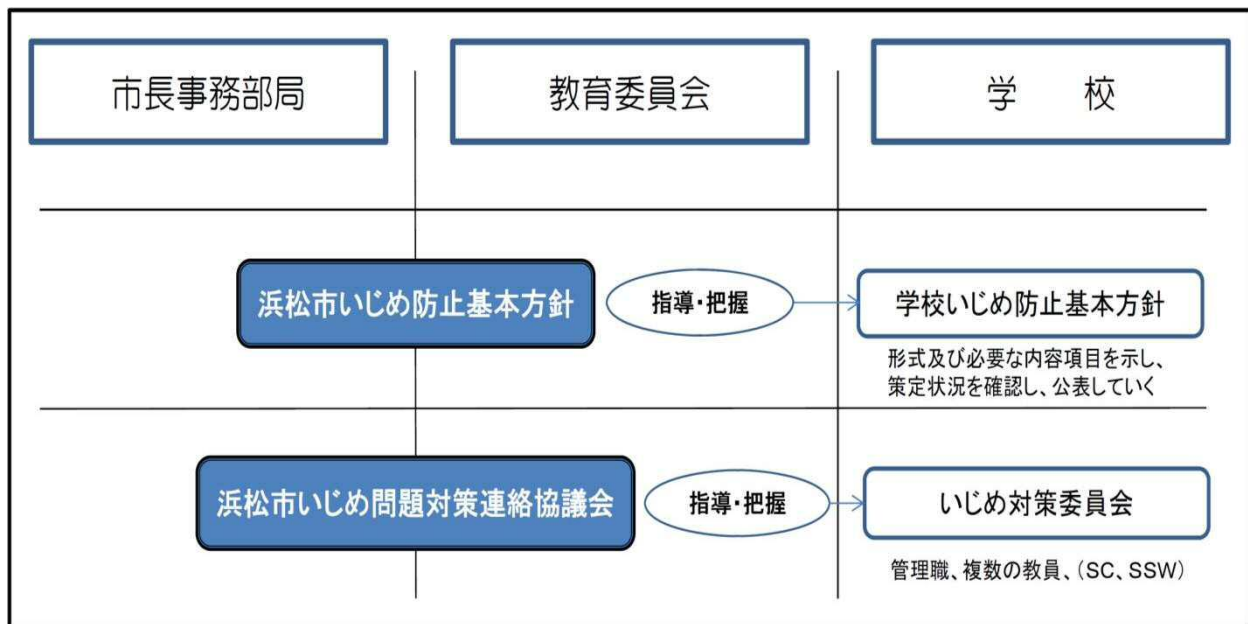 市長事務部局
教育委員会
学　　校
浜松市いじめ防止基本方針
指導・把握
学校いじめ防止基本方針
形式及び必要な内容項目を示し、
策定状況を確認し、公表していく
浜松市いじめ問題対策連絡協議会
指導・把握
いじめ対策委員会
管理職、複数の教員、（SC、SSW）